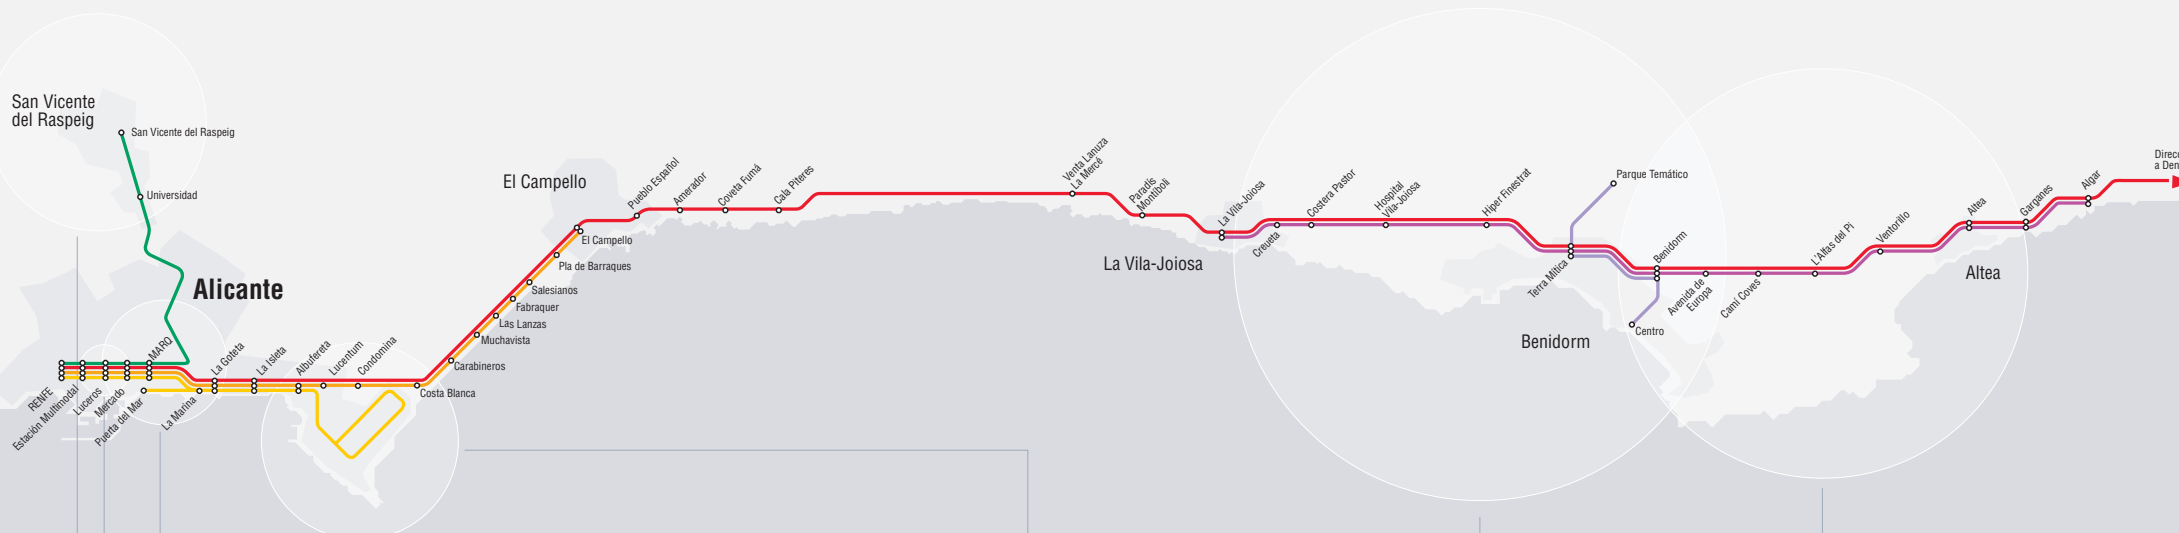 San Vicente
del Raspeig
San Vicente del Raspeig
Universidad
Alicante
RENFE
Estación Multimodal
Luceros
Mercado
MARQ
Puerta del Mar
La Marina
La Goteta
La Isleta
Albufereta
Lucentum
Condomina
Costa Blanca
Carabineros
Muchavista
Las Lanzas
Fabraquer
Salesianos
Pla de Barraques
El Campello
El Campello
Pueblo Español
Amerador
Coveta Fumá
Cala Piteres
Venta Lanuza
La Mercé
Paradís
Montíboli
La Vila-Joiosa
La Vila-Joiosa
Creueta
Costera Pastor
Hospital
Vila-Joiosa
Hiper Finestrat
Terra Mítica
Parque Temático
Benidorm
Benidorm
Centro
Avenida de
Europa
Camí Coves
L'Alfas del Pi
Ventorillo
Altea
Altea
Garganes
Algar
Direc
a Den